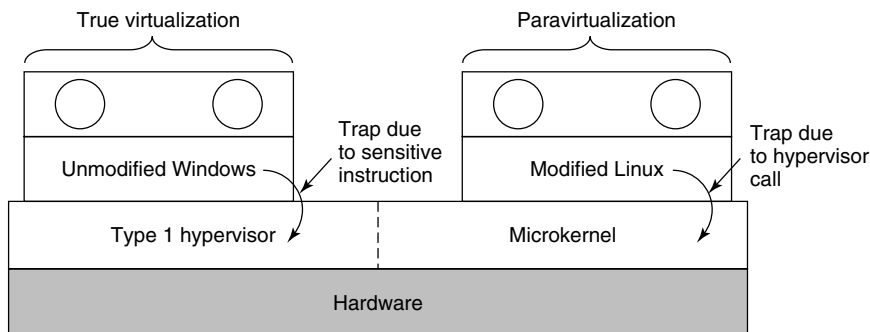 True virtualization
Paravirtualization
Trap due
to sensitive
instruction
Trap due
to hypervisor
call
Unmodified Windows
Modified Linux
Type 1 hypervisor
Microkernel
Hardware